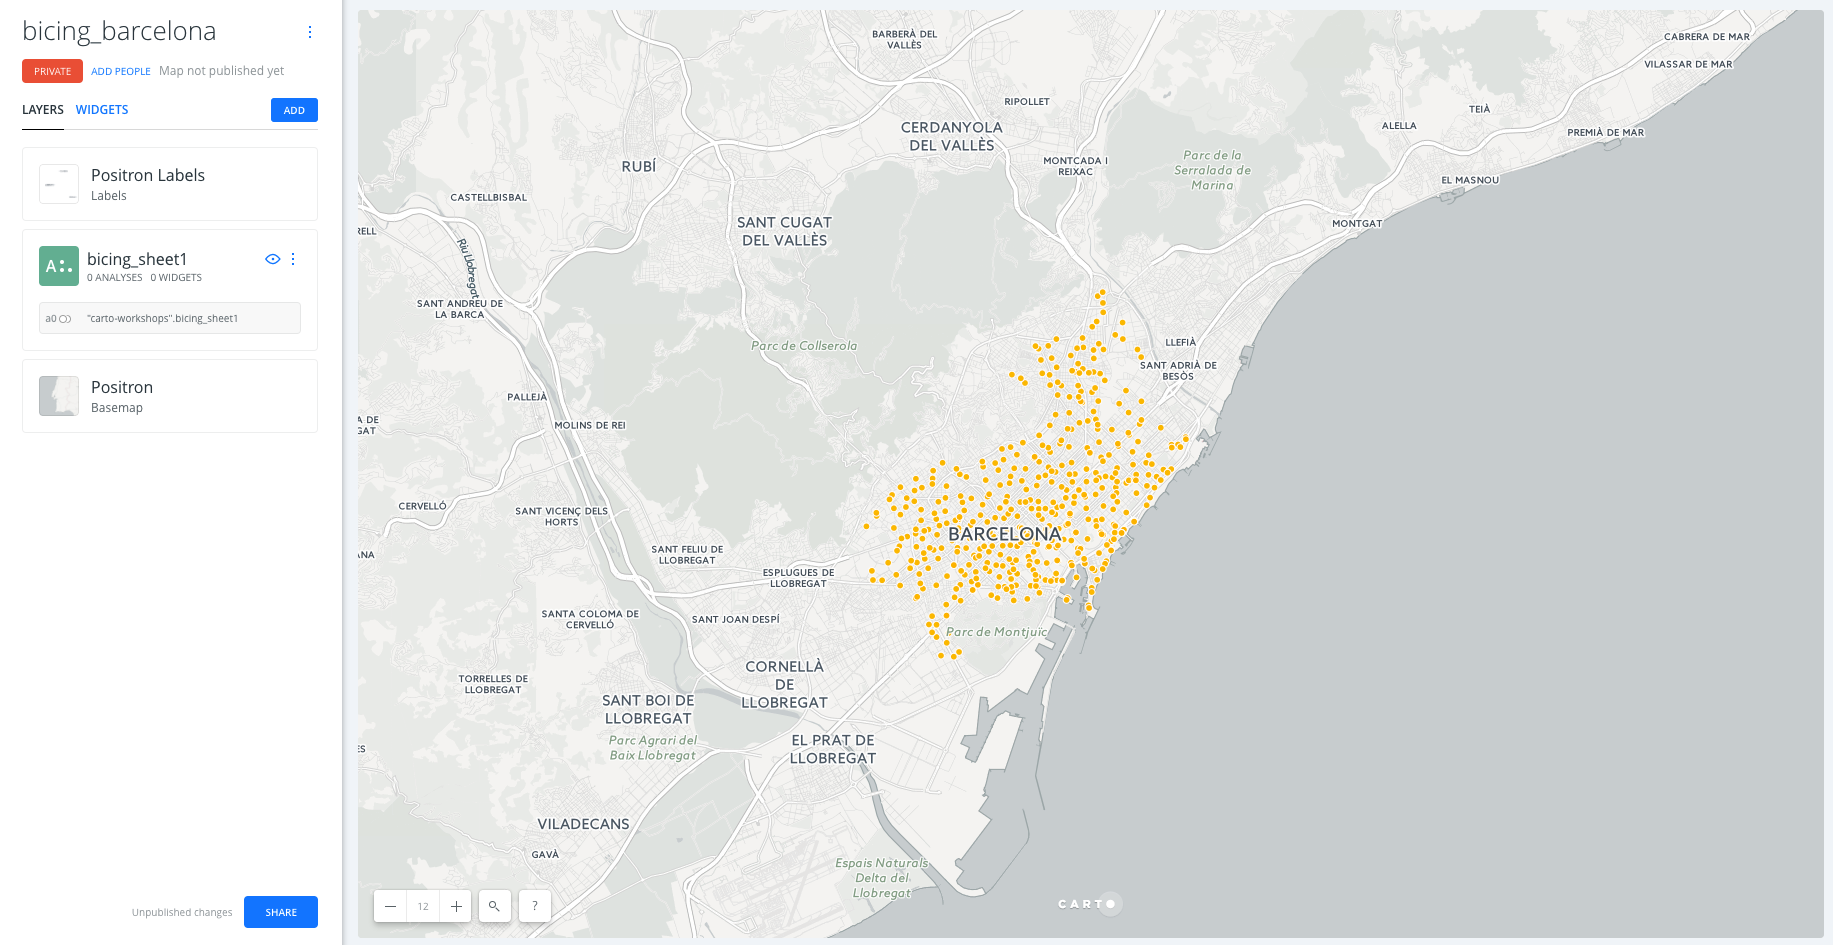 bicing_barcelona
PRIVATE ADD PEOPLE Map not published yet
LAYERS WIDGETS ADD
Positron Labels
Labels
A
bicing_sheet1
0 ANALYSES 0 WIDGETS
a0 "carto-workshops".bicing_sheet1
Positron
Basemap
Unpublished changes SHARE
BARBERÀ DEL
VALLÈS
CABRERA DE MAR
VILASSAR DE MAR
RIPOLLET
TEIÀ
CERDANYOLA
DEL VALLÈS
ALELLA
PREMIÀ DE MAR
RUBÍ
MONTCADA I
REIXAC
Parc de la
Serralada de
Marina
EL MASNOU
CASTELLBISBAL
SANT CUGAT
DEL VALLÈS
MONTGAT
RELL
Riu Llobregat
SANT ANDREU DE
LA BARCA
Parc de Collserola
LLEFIÀ
SANT ADRIÀ DE
BESÒS
PALLEJÀ
A DE
GAT
MOLINS DE REI
CERVELLÓ
SANT VICENÇ DELS
HORTS
BARCELONA
ANA
SANT FELIU DE
LLOBREGAT
ESPLUGUES DE
LLOBREGAT
SANTA COLOMA DE
CERVELLÓ
SANT JOAN DESPÍ
Parc de Montjuïc
CORNELLÀ
DE
LLOBREGAT
TORRELLES DE
LLOBREGAT
SANT BOI DE
LLOBREGAT
Parc Agrari del
Baix Llobregat
EL PRAT DE
LLOBREGAT
ES
VILADECANS
GAVÀ
Espais Naturals
Delta del
Llobregat
12
?
CARTO